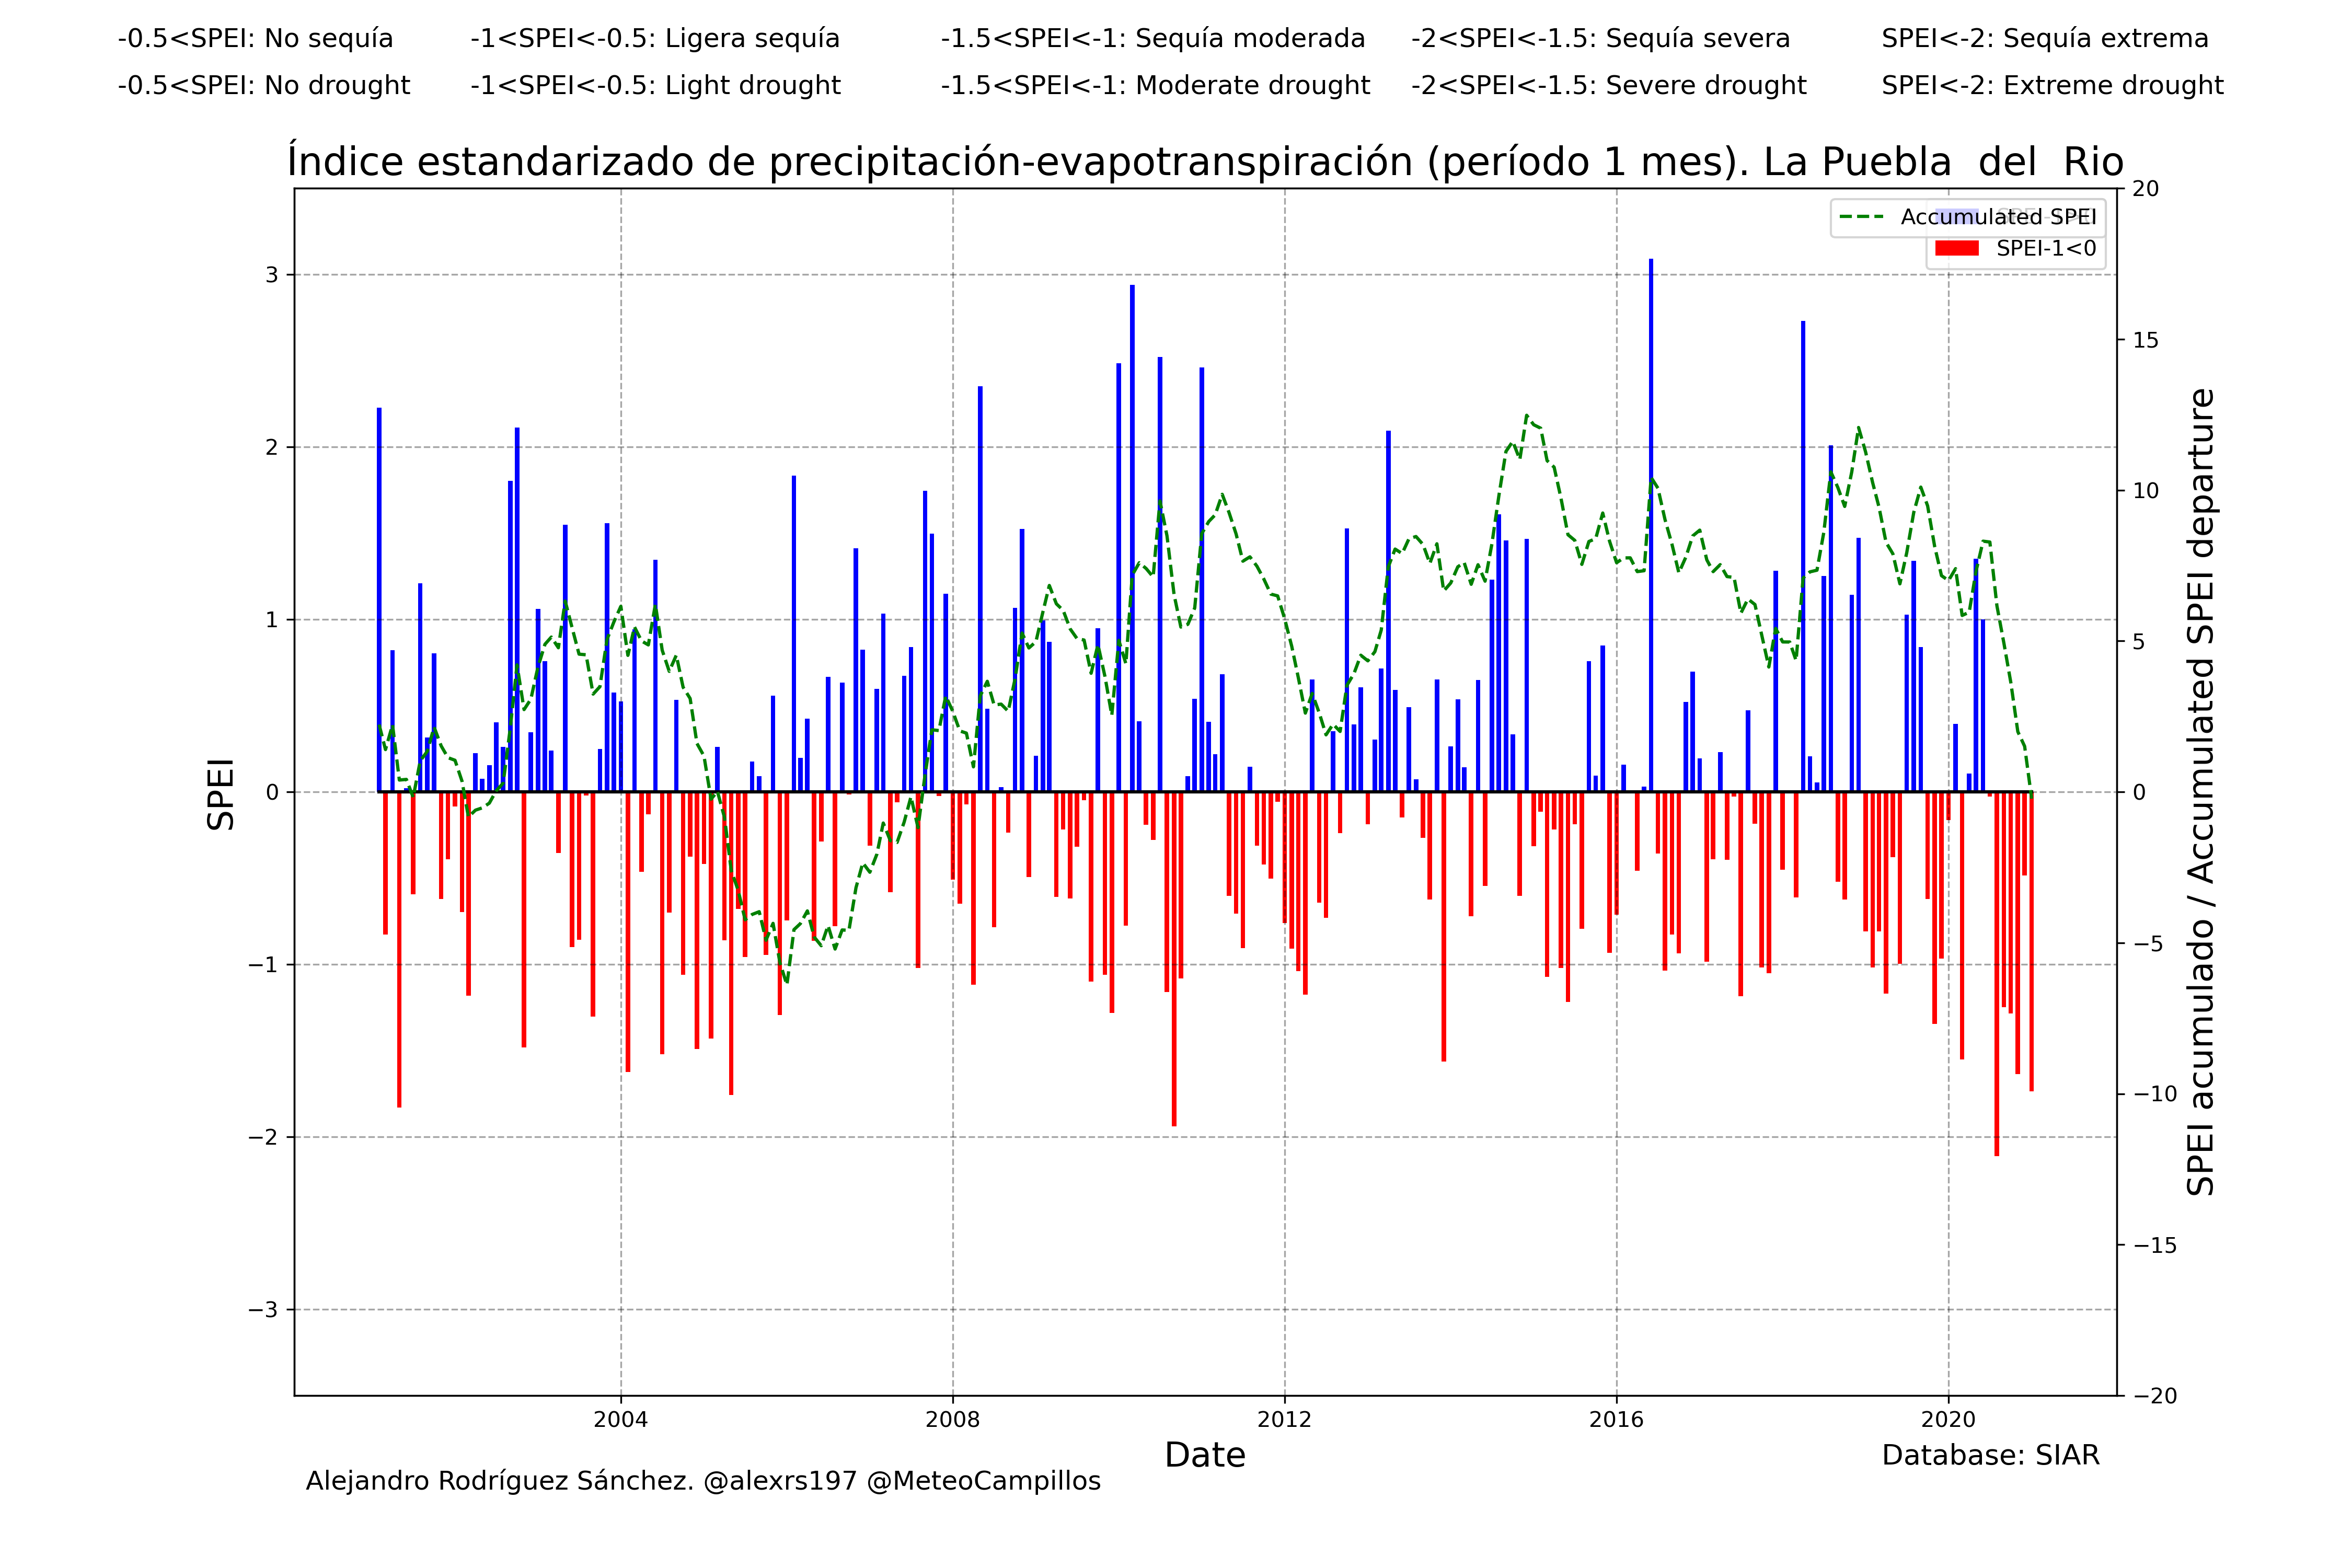 -0.5<SPEI: No sequía -1<SPEI<-0.5: Ligera sequía -1.5<SPEI<-1: Sequía moderada -2<SPEI<-1.5: Sequía severa SPEI<-2: Sequía extrema
-0.5<SPEI: No drought -1<SPEI<-0.5: Light drought -1.5<SPEI<-1: Moderate drought -2<SPEI<-1.5: Severe drought SPEI<-2: Extreme drought
Índice estandarizado de precipitación-evapotranspiración (período 1 mes). La Puebla  del  Rio
Accumulated SPEI
SPEI-1<0
SPEI
3
2
1
0
−1
−2
−3
20
15
10
5
0
−5
−10
−15
−20
SPEI acumulado / Accumulated SPEI departure
2004 2008 2012 2016 2020
Date
Database: SIAR
Alejandro Rodríguez Sánchez. @alexrs197 @MeteoCampillos